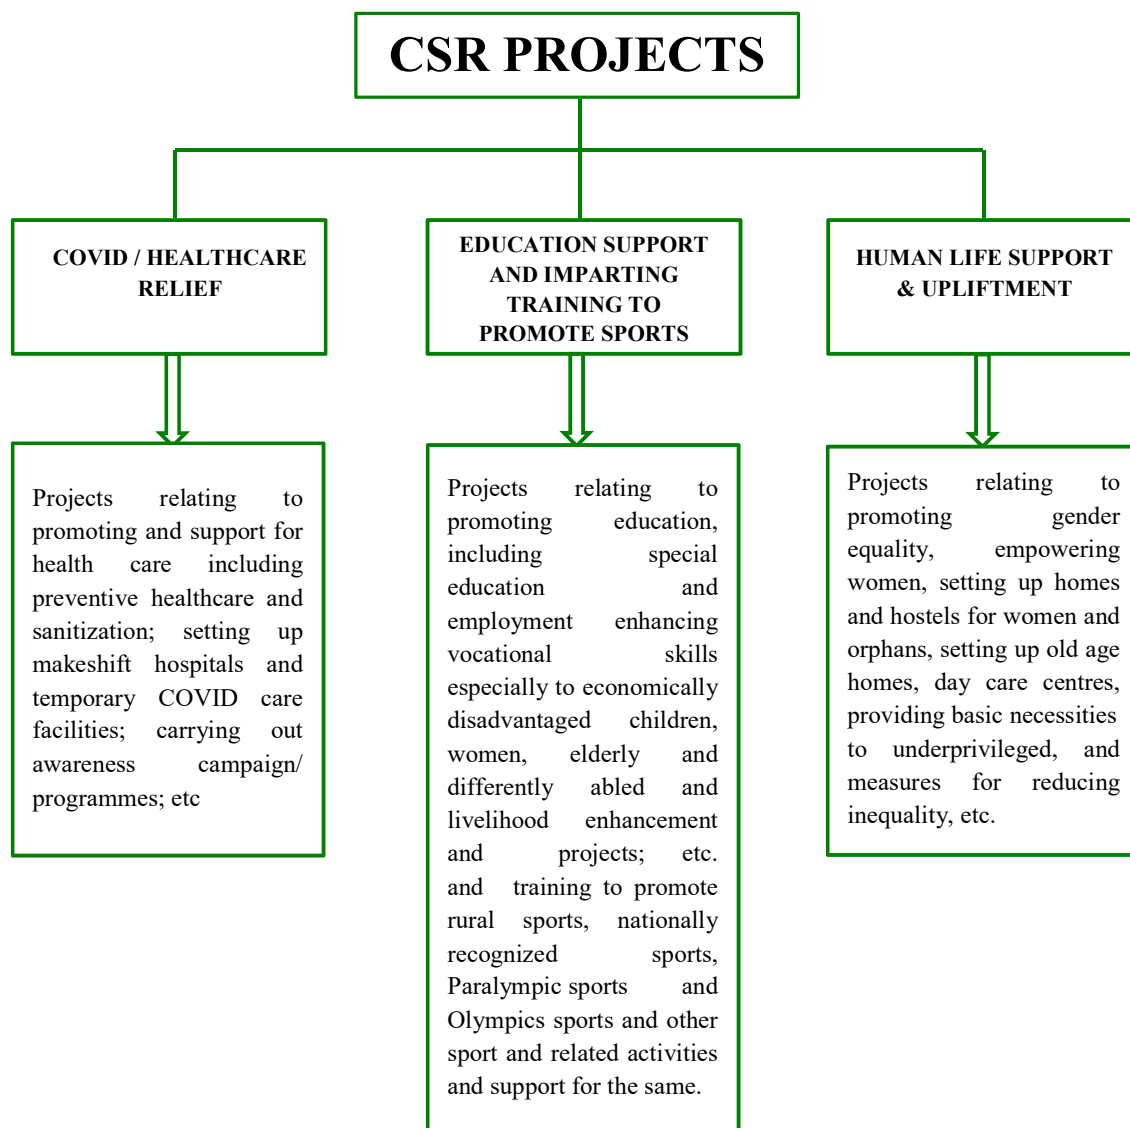 CSR PROJECTS
COVID / HEALTHCARE
RELIEF
EDUCATION SUPPORT
AND IMPARTING
TRAINING TO
PROMOTE SPORTS
HUMAN LIFE SUPPORT
& UPLIFTMENT
Projects relating to
promoting and support for
health care including
preventive healthcare and
sanitization; setting up
makeshift hospitals and
temporary COVID care
facilities; carrying out
awareness campaign/
programmes; etc
Projects relating to
promoting education,
including special
education and
employment enhancing
vocational skills
especially to economically
disadvantaged children,
women, elderly and
differently abled and
livelihood enhancement
and projects; etc.
and training to promote
rural sports, nationally
recognized sports,
Paralympic sports and
Olympics sports and other
sport and related activities
and support for the same.
Projects relating to
promoting gender
equality, empowering
women, setting up homes
and hostels for women and
orphans, setting up old age
homes, day care centres,
providing basic necessities
to underprivileged, and
measures for reducing
inequality, etc.